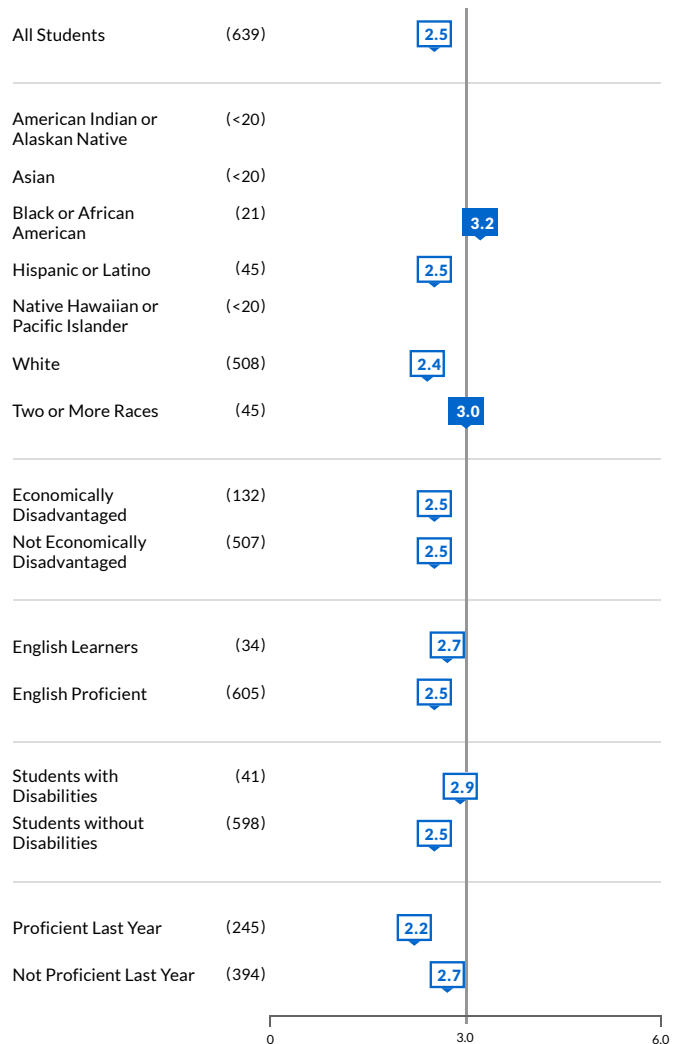 All Students (639) 2.5
American Indian or (<20)
Alaskan Native
Asian (<20)
Black or African (21) 3.2
American
Hispanic or Latino (45) 2.5
Native Hawaiian or (<20)
Pacific Islander
White (508) 2.4
Two or More Races (45) 3.0
Economically (132) 2.5
Disadvantaged
Not Economically (507) 2.5
Disadvantaged
English Learners (34) 2.7
English Proficient (605) 2.5
Students with (41) 2.9
Disabilities
Students without (598) 2.5
Disabilities
Proficient Last Year (245) 2.2
Not Proficient Last Year (394) 2.7
0 3.0 6.0